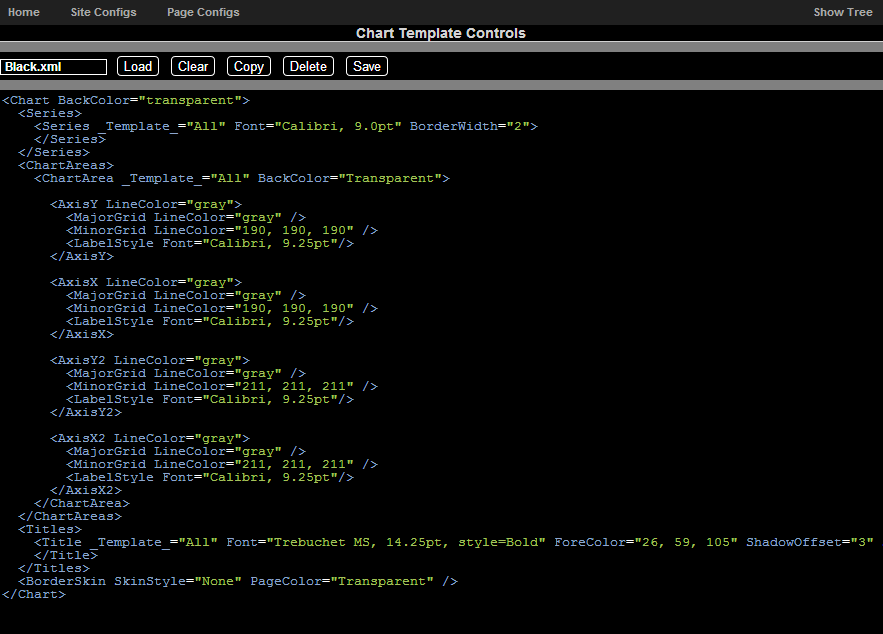 Home Site Configs Page Configs Show Tree
Chart Template Controls
Black.xml Load Clear Copy Delete Save
<Chart BackColor="transparent">
  <Series>
    <Series _Template_="All" Font="Calibri, 9.0pt" BorderWidth="2">
    </Series>
  </Series>
  <ChartAreas>
    <ChartArea _Template_="All" BackColor="Transparent">

      <AxisY LineColor="gray">
        <MajorGrid LineColor="gray" />
        <MinorGrid LineColor="190, 190, 190" />
        <LabelStyle Font="Calibri, 9.25pt"/>
      </AxisY>

      <AxisX LineColor="gray">
        <MajorGrid LineColor="gray" />
        <MinorGrid LineColor="190, 190, 190" />
        <LabelStyle Font="Calibri, 9.25pt"/>
      </AxisX>

      <AxisY2 LineColor="gray">
        <MajorGrid LineColor="gray" />
        <MinorGrid LineColor="211, 211, 211" />
        <LabelStyle Font="Calibri, 9.25pt"/>
      </AxisY2>

      <AxisX2 LineColor="gray">
        <MajorGrid LineColor="gray" />
        <MinorGrid LineColor="211, 211, 211" />
        <LabelStyle Font="Calibri, 9.25pt"/>
      </AxisX2>
    </ChartArea>
  </ChartAreas>
  <Titles>
    <Title _Template_="All" Font="Trebuchet MS, 14.25pt, style=Bold" ForeColor="26, 59, 105" ShadowOffset="3"
    </Title>
  </Titles>
  <BorderSkin SkinStyle="None" PageColor="Transparent" />
</Chart>